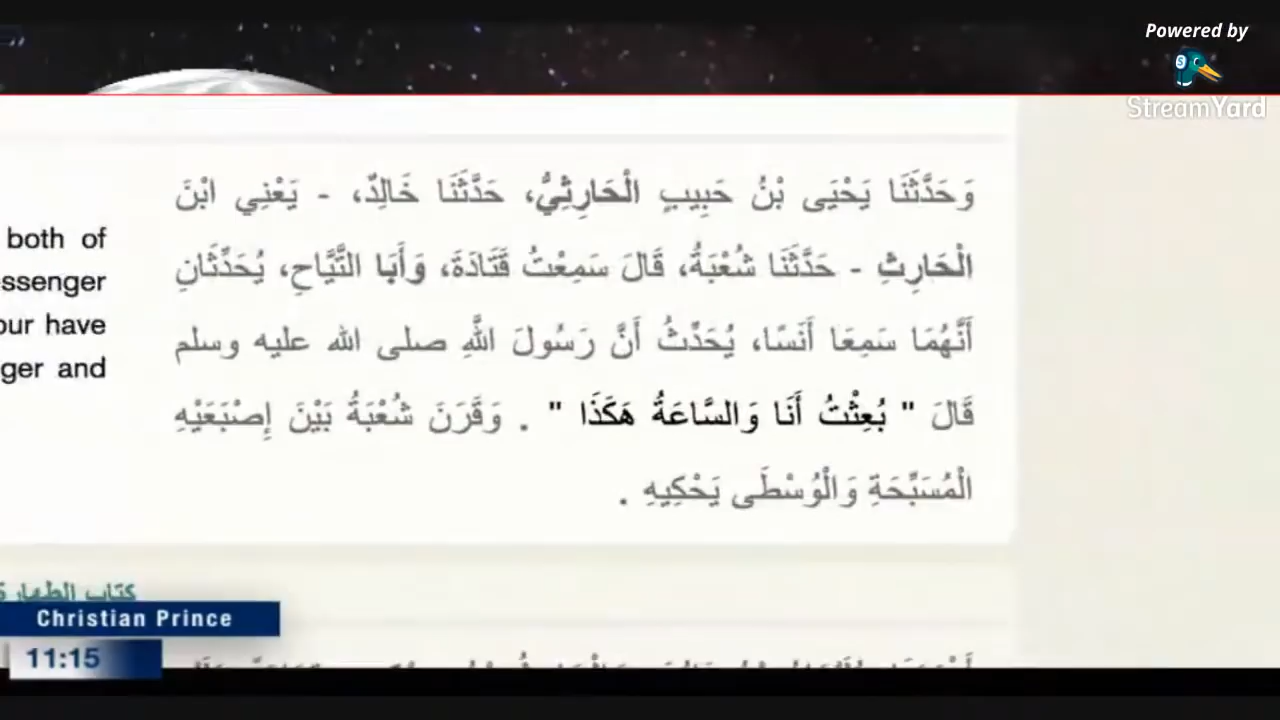 Powered by
StreamYard
وَحَدَّثَنَا يَحْيَى بْنُ حَبِيبٍ الْحَارِثِيُّ، حَدَّثَنَا خَالِدٌ، - يَعْنِي ابْنَ
الْحَارِثِ - حَدَّثَنَا شُعْبَةُ، قَالَ سَمِعْتُ قَتَادَةَ، وَأَبَا التَّيَّاحِ، يُحَدِّثَانِ
أَنَّهُمَا سَمِعَا أَنَسًا، يُحَدِّثُ أَنَّ رَسُولَ اللَّهِ صلى الله عليه وسلم
قَالَ " بُعِثْتُ أَنَا وَالسَّاعَةُ هَكَذَا " . وَقَرَنَ شُعْبَةُ بَيْنَ إِصْبَعَيْهِ
الْمُسَبِّحَةِ وَالْوُسْطَى يَحْكِيهِ .
both of
ssenger
our have
ger and
كتاب الطهارة
Christian Prince
11:15